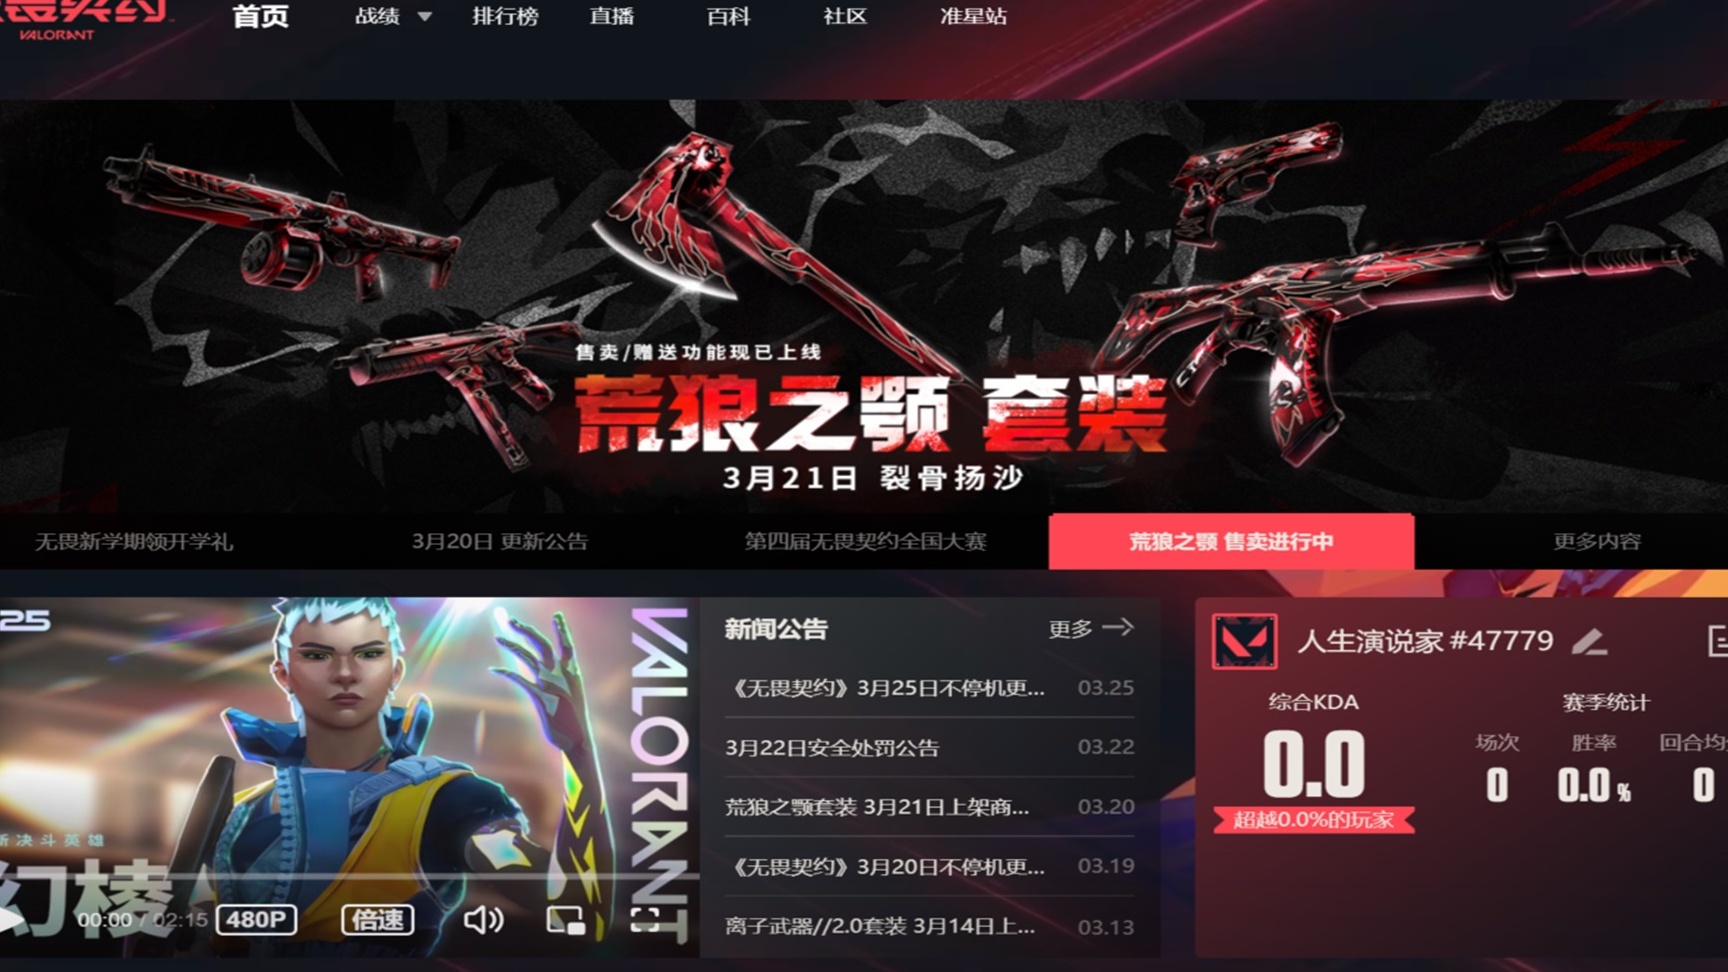 VALORANT
首页 战绩 排行榜 直播 百科 社区 准星站
售卖/赠送功能现已上线
荒狼之颚 套装
3月21日 裂骨扬沙
无畏新学期领开学礼 3月20日 更新公告 第四届无畏契约全国大赛 荒狼之颚 售卖进行中 更多内容
25
VALORANT
新决斗英雄
幻棱
00:00 / 02:15 480P 倍速
新闻公告 更多
《无畏契约》3月25日不停机更... 03.25
3月22日安全处罚公告 03.22
荒狼之颚套装 3月21日上架商... 03.20
《无畏契约》3月20日不停机更... 03.19
离子武器//2.0套装 3月14日上... 03.13
人生演说家 #47779
综合KDA 赛季统计
0.0
超越0.0%的玩家
场次 胜率 回合均
0 0.0% 0